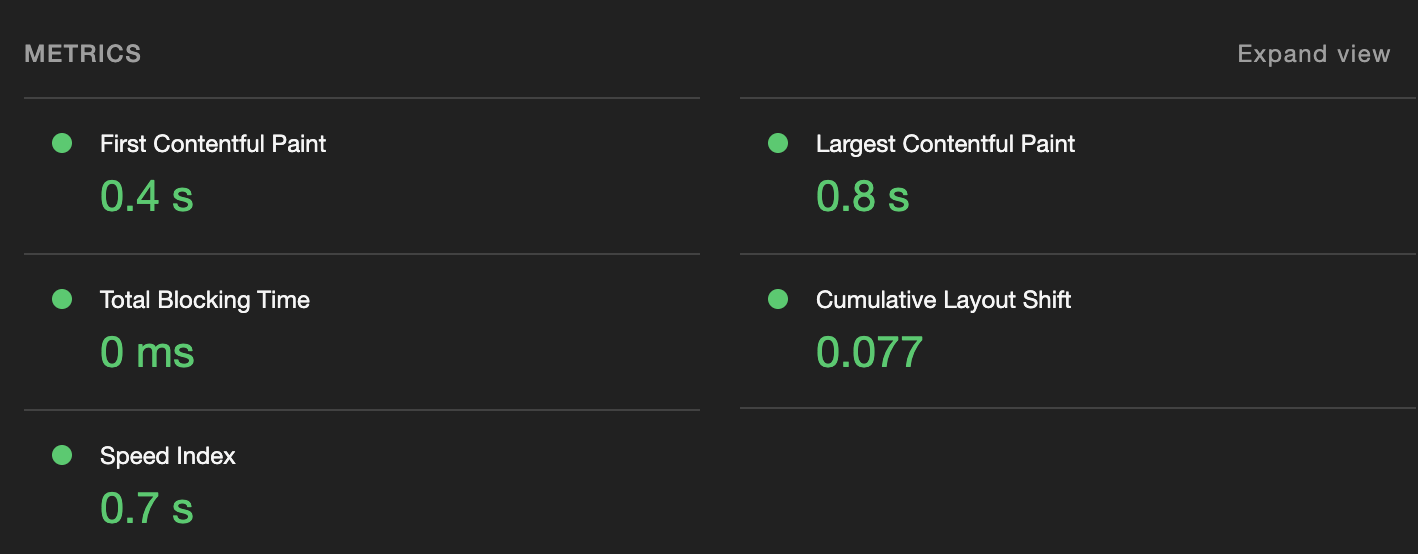 METRICS
Expand view
First Contentful Paint
0.4 s
Largest Contentful Paint
0.8 s
Total Blocking Time
0 ms
Cumulative Layout Shift
0.077
Speed Index
0.7 s